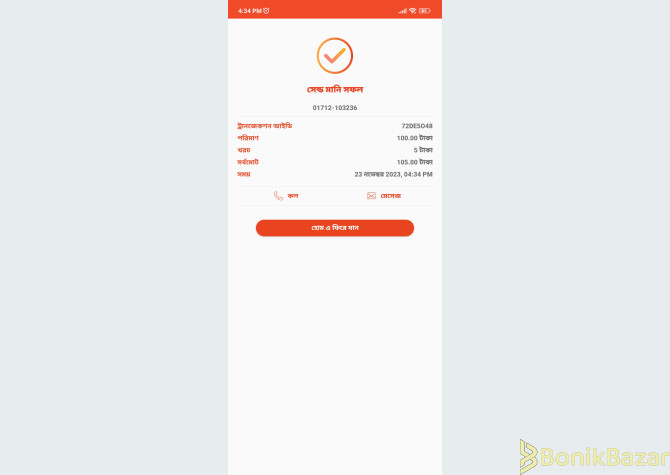 4:34 PM
সেন্ড মানি সফল
01712-103236
ট্রানজেকশন আইডি 72DE5O48
পরিমাণ 100.00 টাকা
খরচ 5 টাকা
সর্বমোট 105.00 টাকা
সময় 23 নভেম্বর 2023, 04:34 PM
কল মেসেজ
হোম এ ফিরে যান
BonikBazar